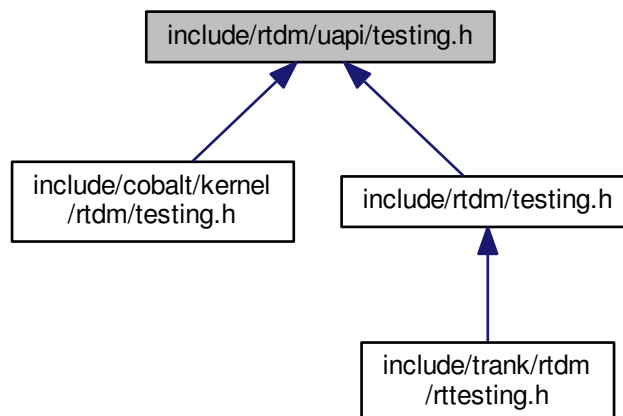 include/rtdm/uapi/testing.h
include/cobalt/kernel
/rtdm/testing.h
include/rtdm/testing.h
include/trank/rtdm
/rttesting.h